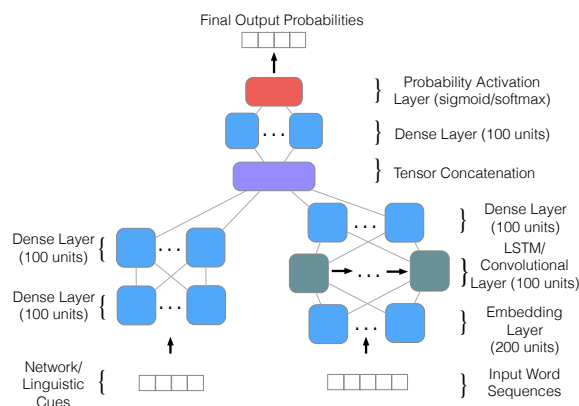 Final Output Probabilities
Probability Activation
Layer (sigmoid/softmax)
Dense Layer (100 units)
Tensor Concatenation
Dense Layer
(100 units)
Dense Layer
(100 units)
LSTM/
Convolutional
Layer (100 units)
Dense Layer
(100 units)
Embedding
Layer
(200 units)
Network/
Linguistic
Cues
Input Word
Sequences